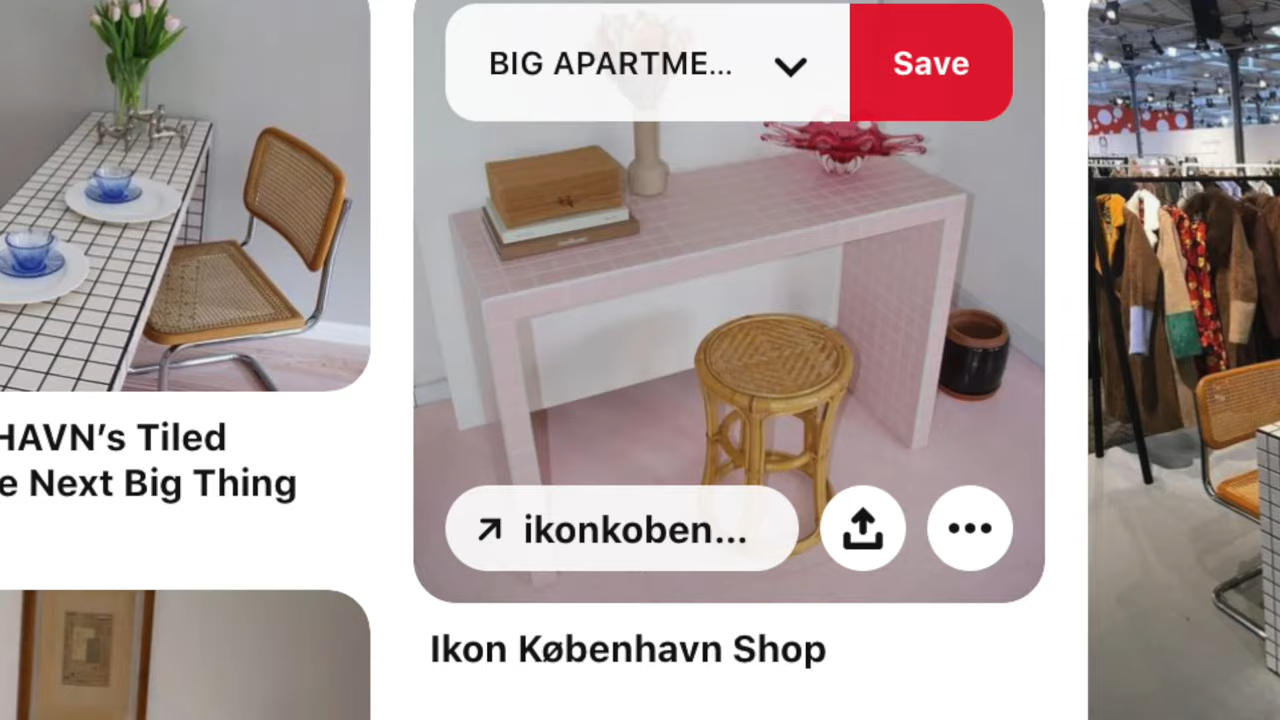 BIG APARTME...
Save
HAVN’s Tiled
e Next Big Thing
ikonkoben...
Ikon København Shop